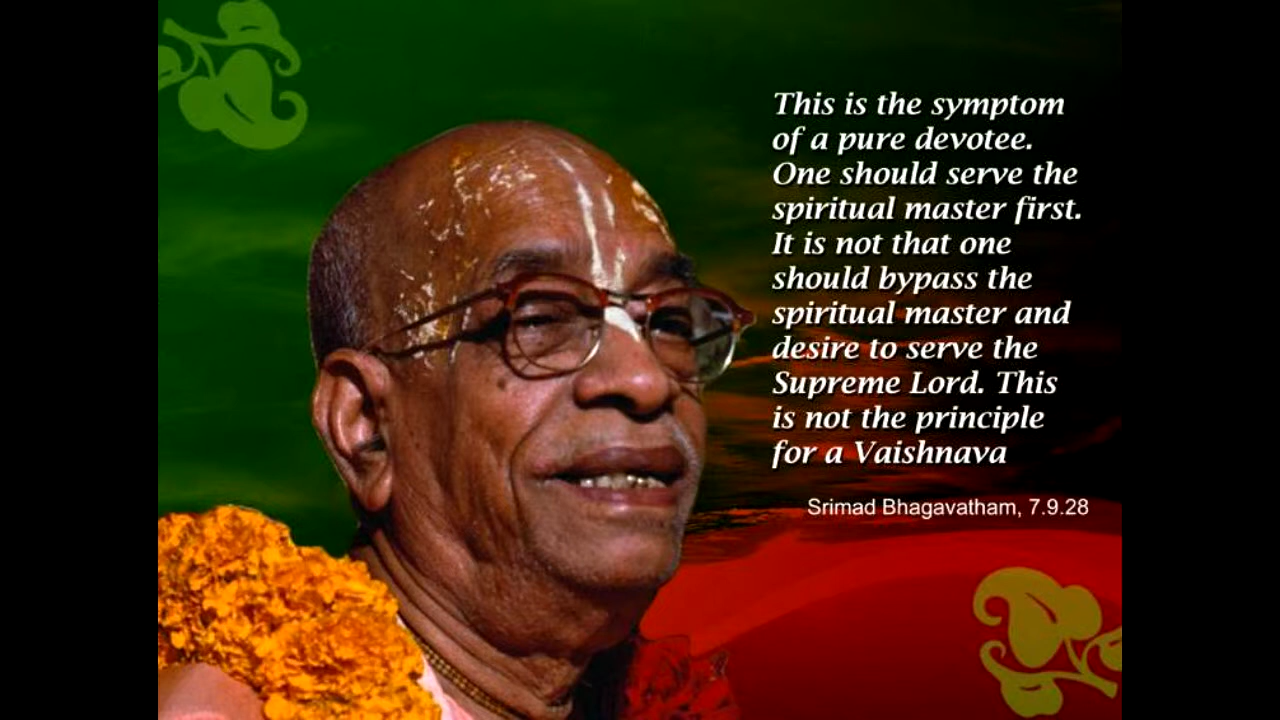 This is the symptom
of a pure devotee.
One should serve the
spiritual master first.
It is not that one
should bypass the
spiritual master and
desire to serve the
Supreme Lord. This
is not the principle
for a Vaishnava
Srimad Bhagavatham, 7.9.28